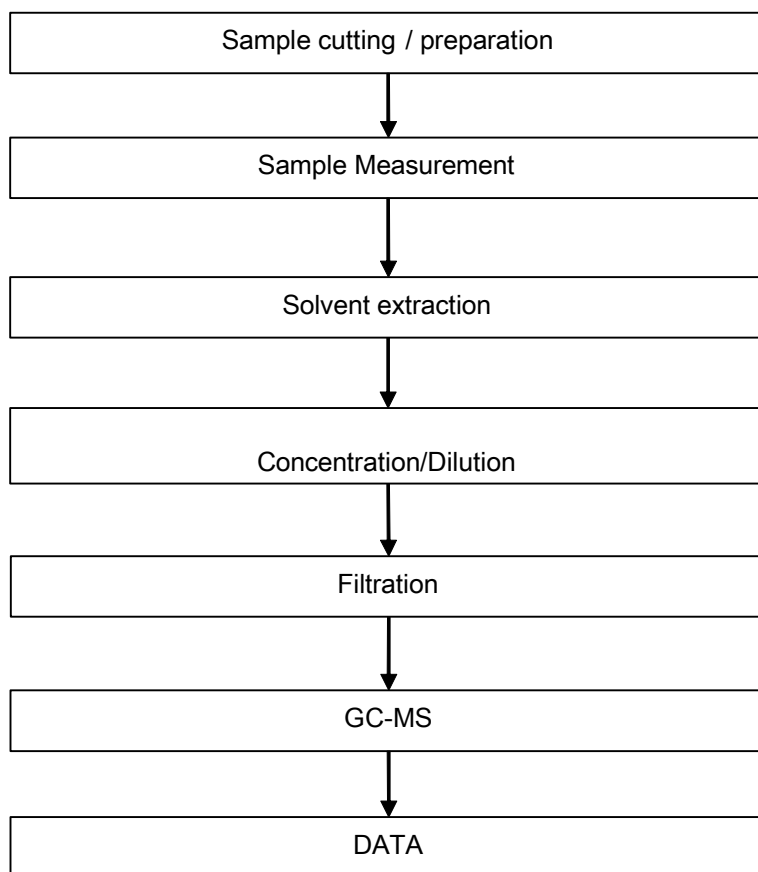 Sample cutting / preparation
Sample Measurement
Solvent extraction
Concentration/Dilution
Filtration
GC-MS
DATA